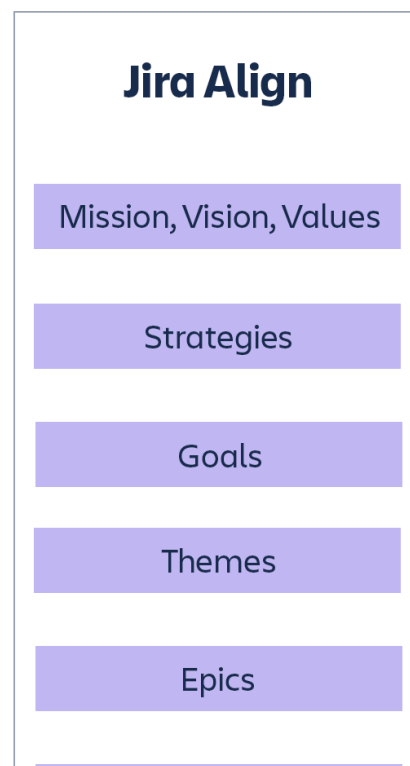 Jira Align
Mission, Vision, Values
Strategies
Goals
Themes
Epics